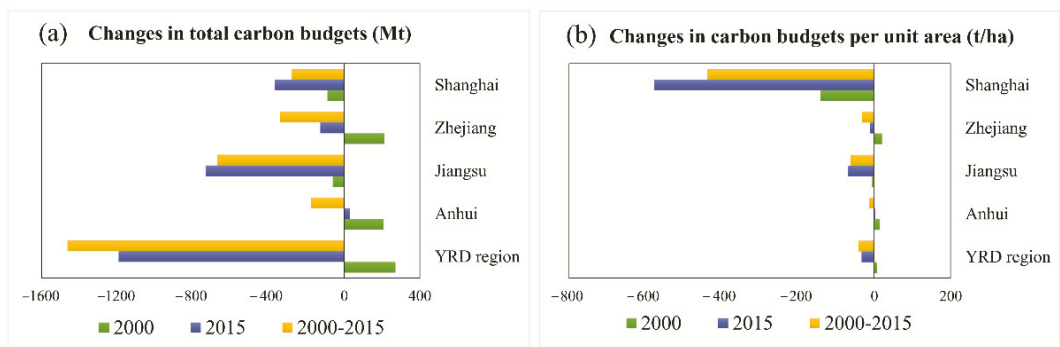 (a) Changes in total carbon budgets (Mt)
Shanghai
Zhejiang
Jiangsu
Anhui
YRD region
−1600 −1200 −800 −400 0 400
2000 2015 2000-2015
(b) Changes in carbon budgets per unit area (t/ha)
Shanghai
Zhejiang
Jiangsu
Anhui
YRD region
−800 −600 −400 −200 0 200
2000 2015 2000-2015